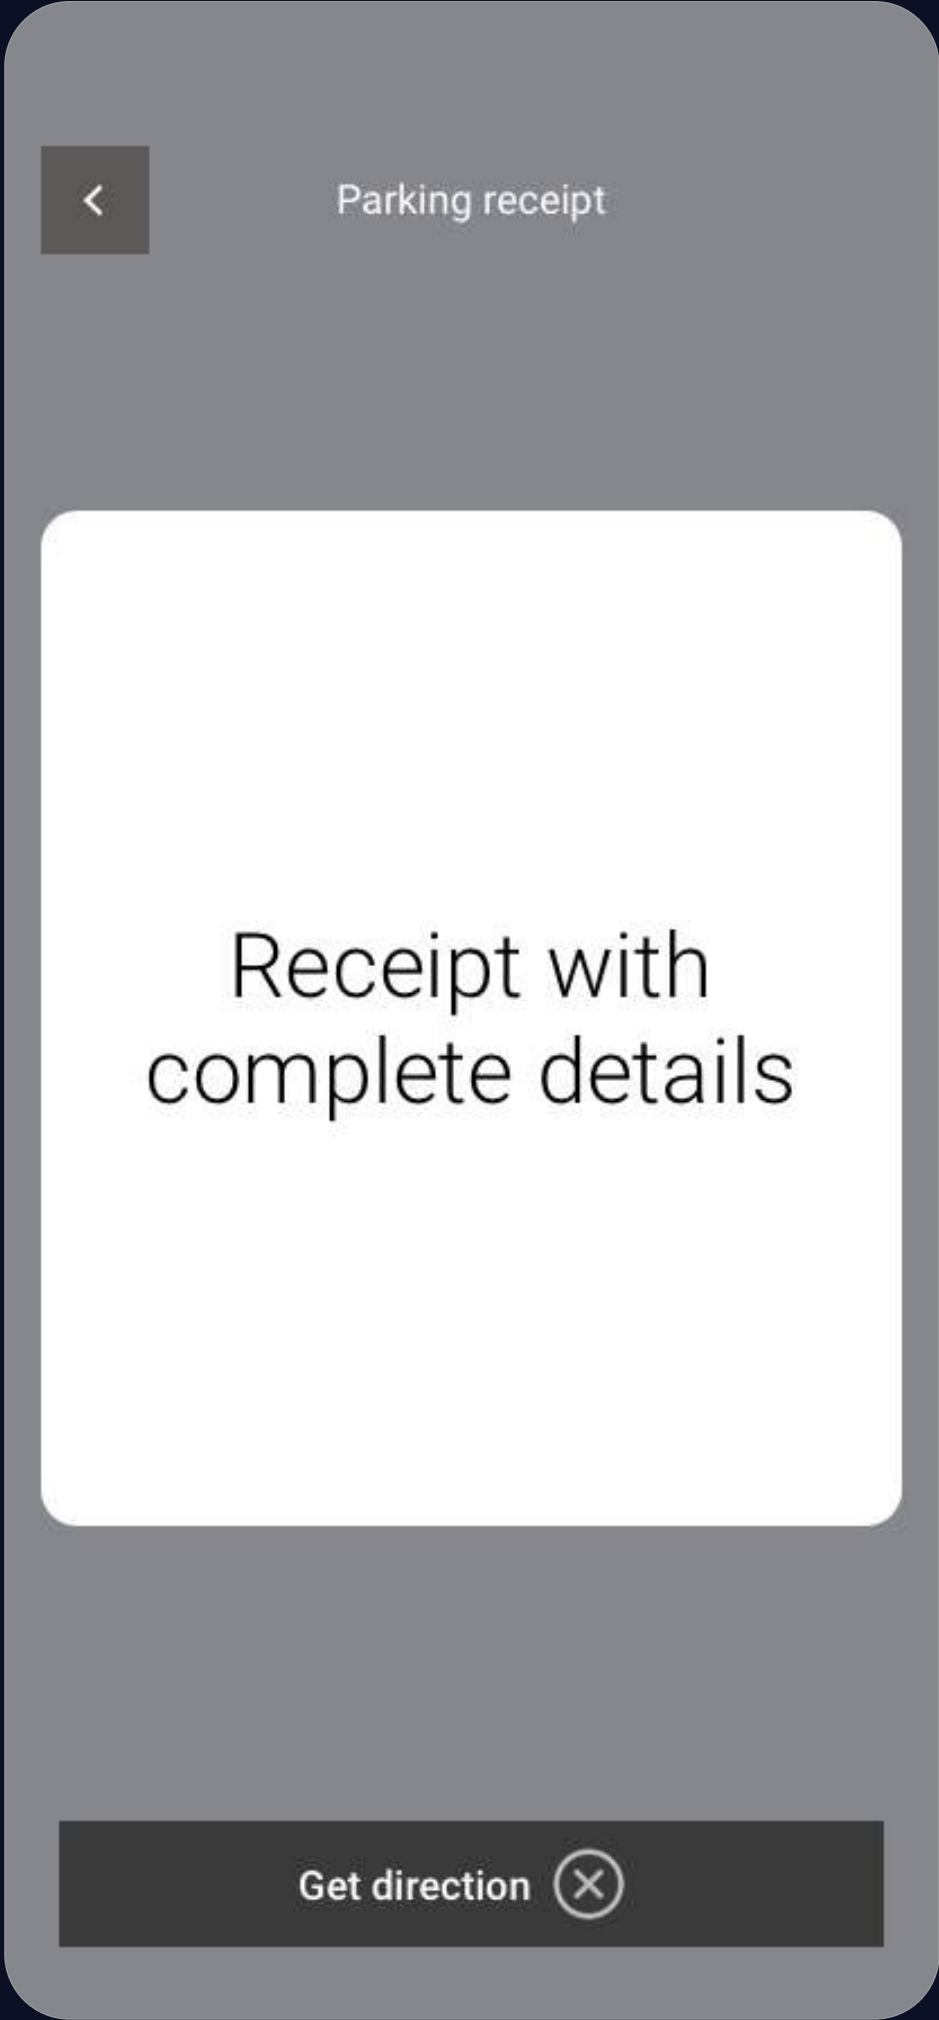 Parking receipt
Receipt with
complete details
Get direction